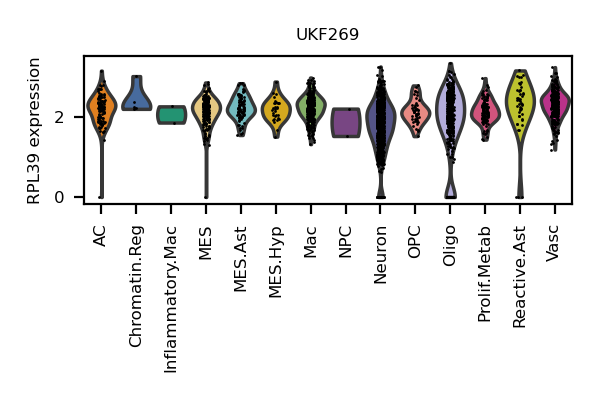 UKF269
RPL39 expression
2
0
AC
Chromatin.Reg
Inflammatory.Mac
MES
MES.Ast
MES.Hyp
Mac
NPC
Neuron
OPC
Oligo
Prolif.Metab
Reactive.Ast
Vasc